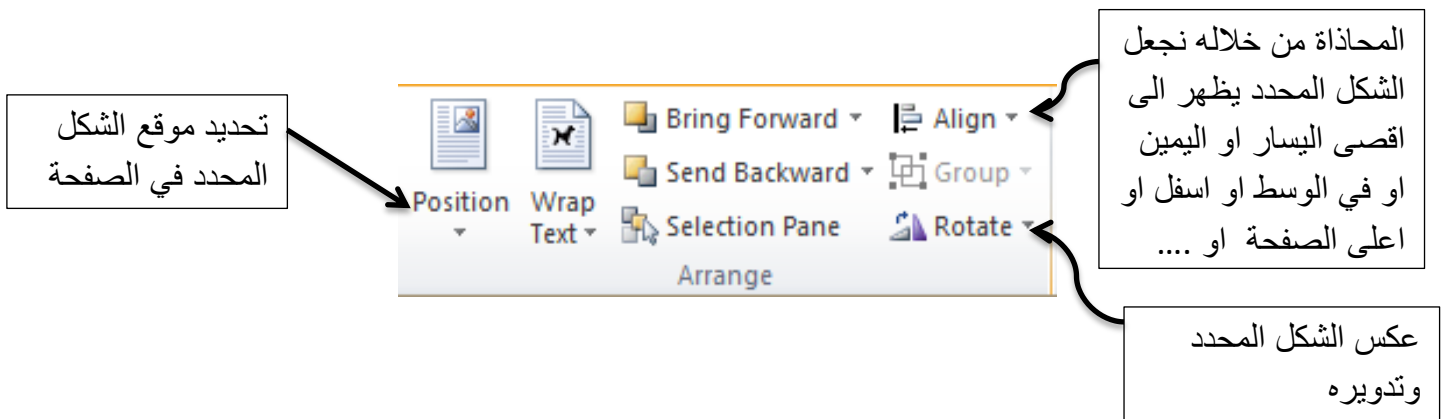 المحاذاة من خلاله نجعل
الشكل المحدد يظهر الى
اقصى اليسار او اليمين
او في الوسط او اسفل او
اعلى الصفحة او ....
تحديد موقع الشكل
المحدد في الصفحة
Position
Wrap
Text
Bring Forward
Send Backward
Selection Pane
Align
Group
Rotate
Arrange
عكس الشكل المحدد
وتدويره